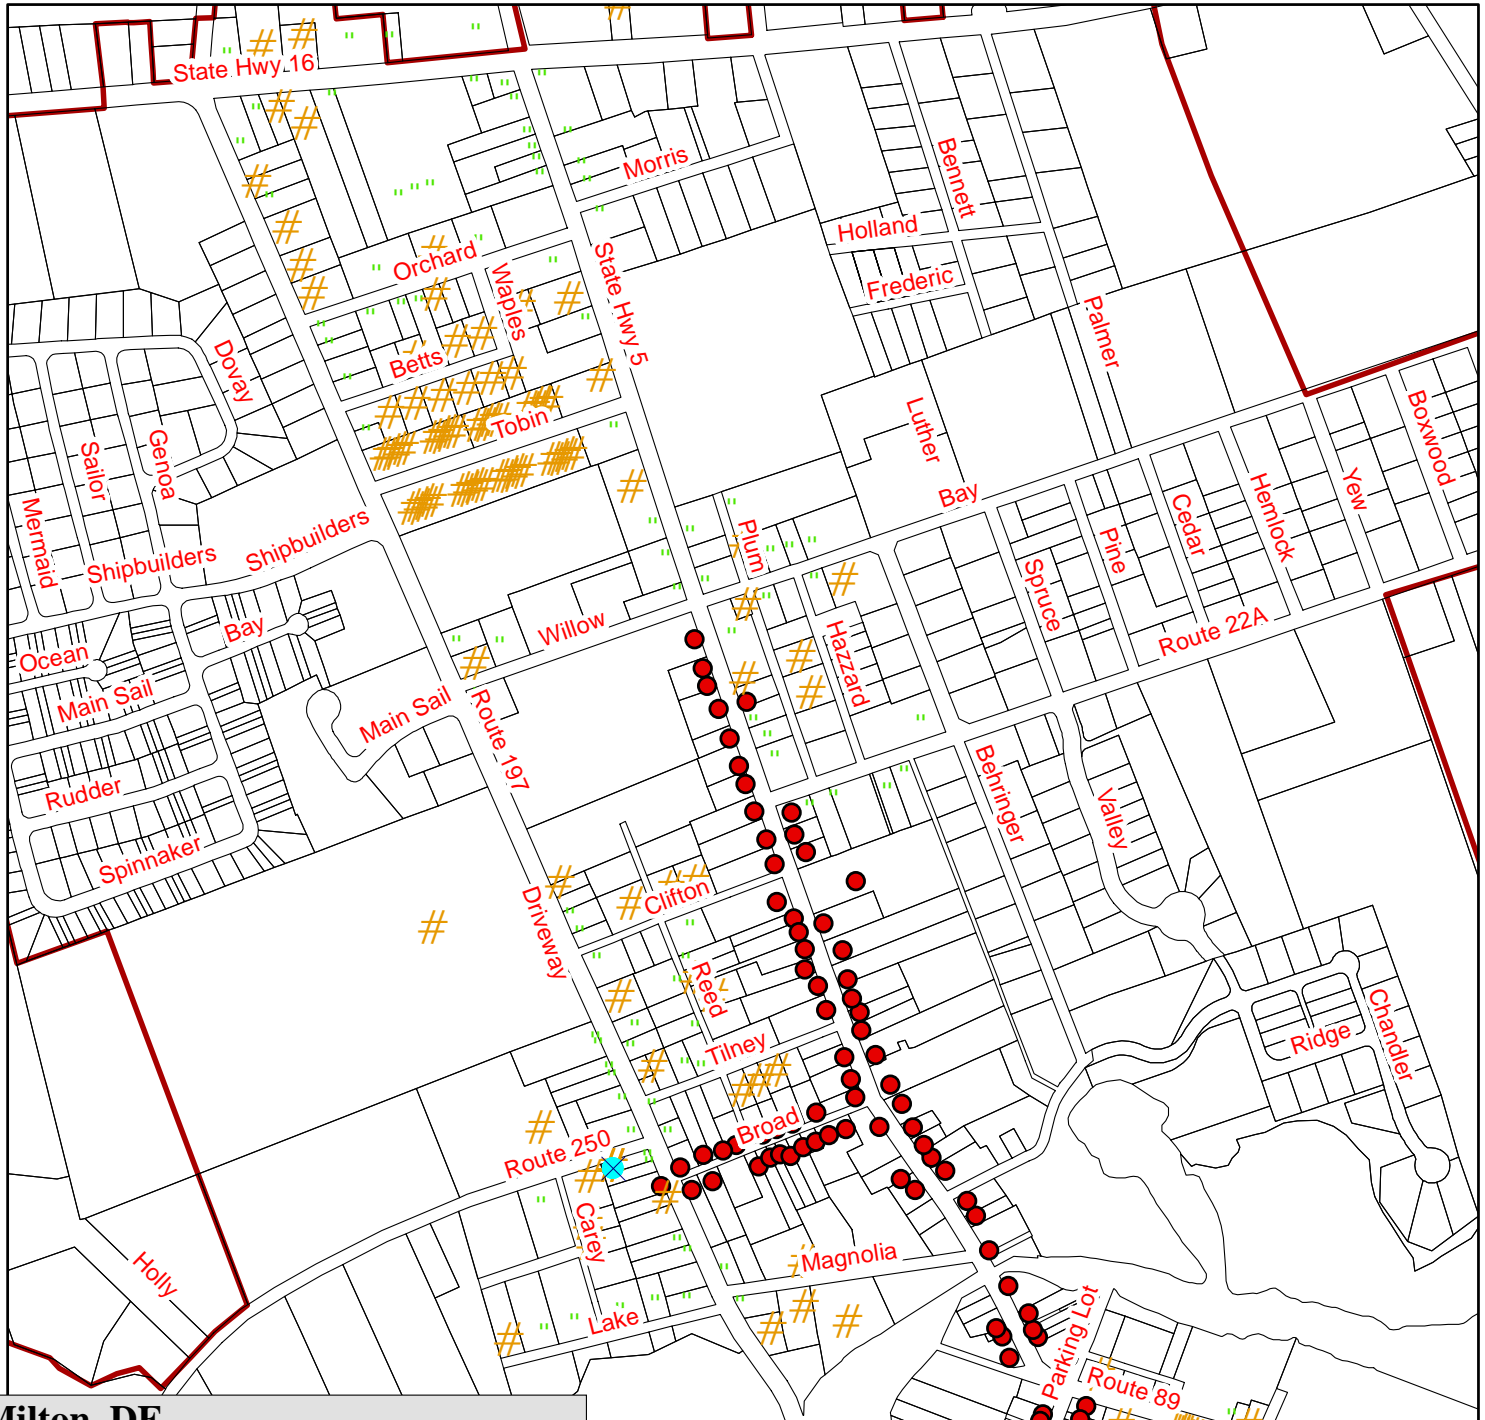 State Hwy 16
Morris
Bennett
Holland
Frederic
Orchard
Waples
State Hwy 5
Palmer
Betts
Dovay
Tobin
Luther
Boxwood
Sailor
Genoa
Mermaid
Bay
Yew
Hemlock
Cedar
Pine
Spruce
Plum
Shipbuilders
Shipbuilders
Willow
Hazzard
Route 22A
Bay
Ocean
Main Sail
Main Sail
Route 197
Rudder
Behringer
Valley
Spinnaker
Clifton
Driveway
Reed
Tilney
Ridge
Chandler
Broad
Route 250
Carey
Magnolia
Holly
Lake
Parking Lot
Route 89
Milton, DE